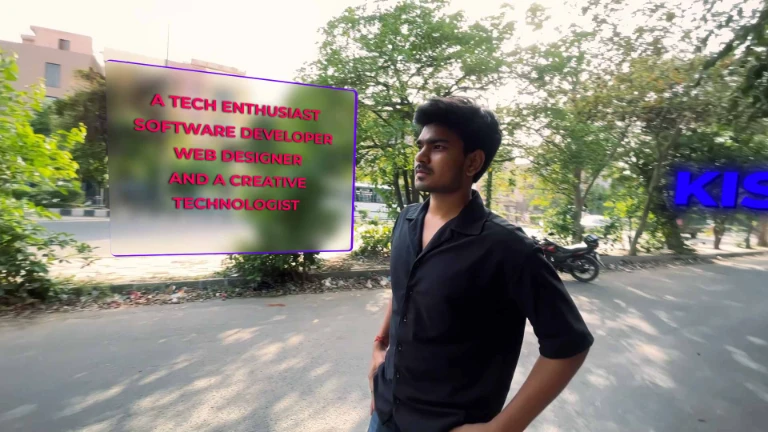 A TECH ENTHUSIAST
SOFTWARE DEVELOPER
WEB DESIGNER
AND A CREATIVE
TECHNOLOGIST
KIS